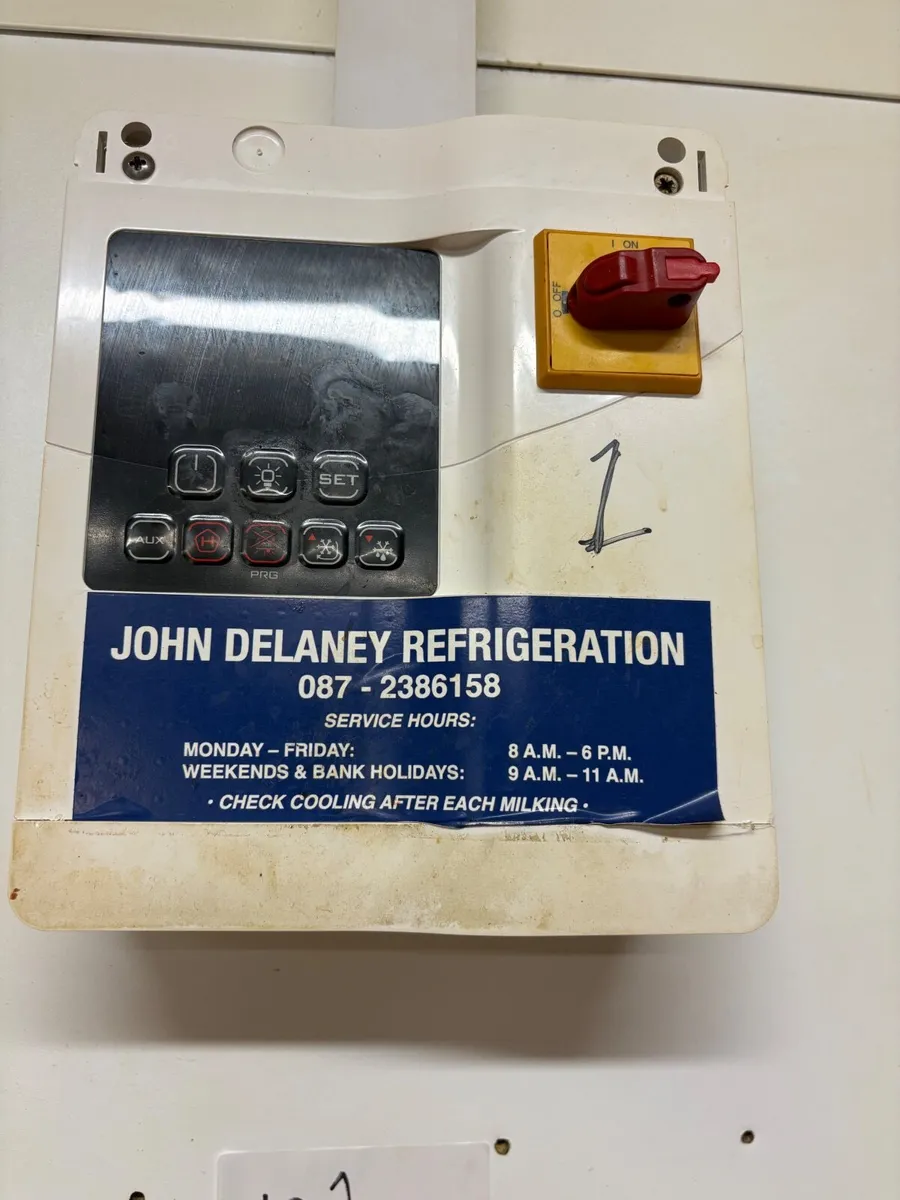 I ON
O OFF
SET
AUX
PRG
1
JOHN DELANEY REFRIGERATION
087 - 2386158
SERVICE HOURS:
MONDAY – FRIDAY: 8 A.M. – 6 P.M.
WEEKENDS & BANK HOLIDAYS: 9 A.M. – 11 A.M.
• CHECK COOLING AFTER EACH MILKING •